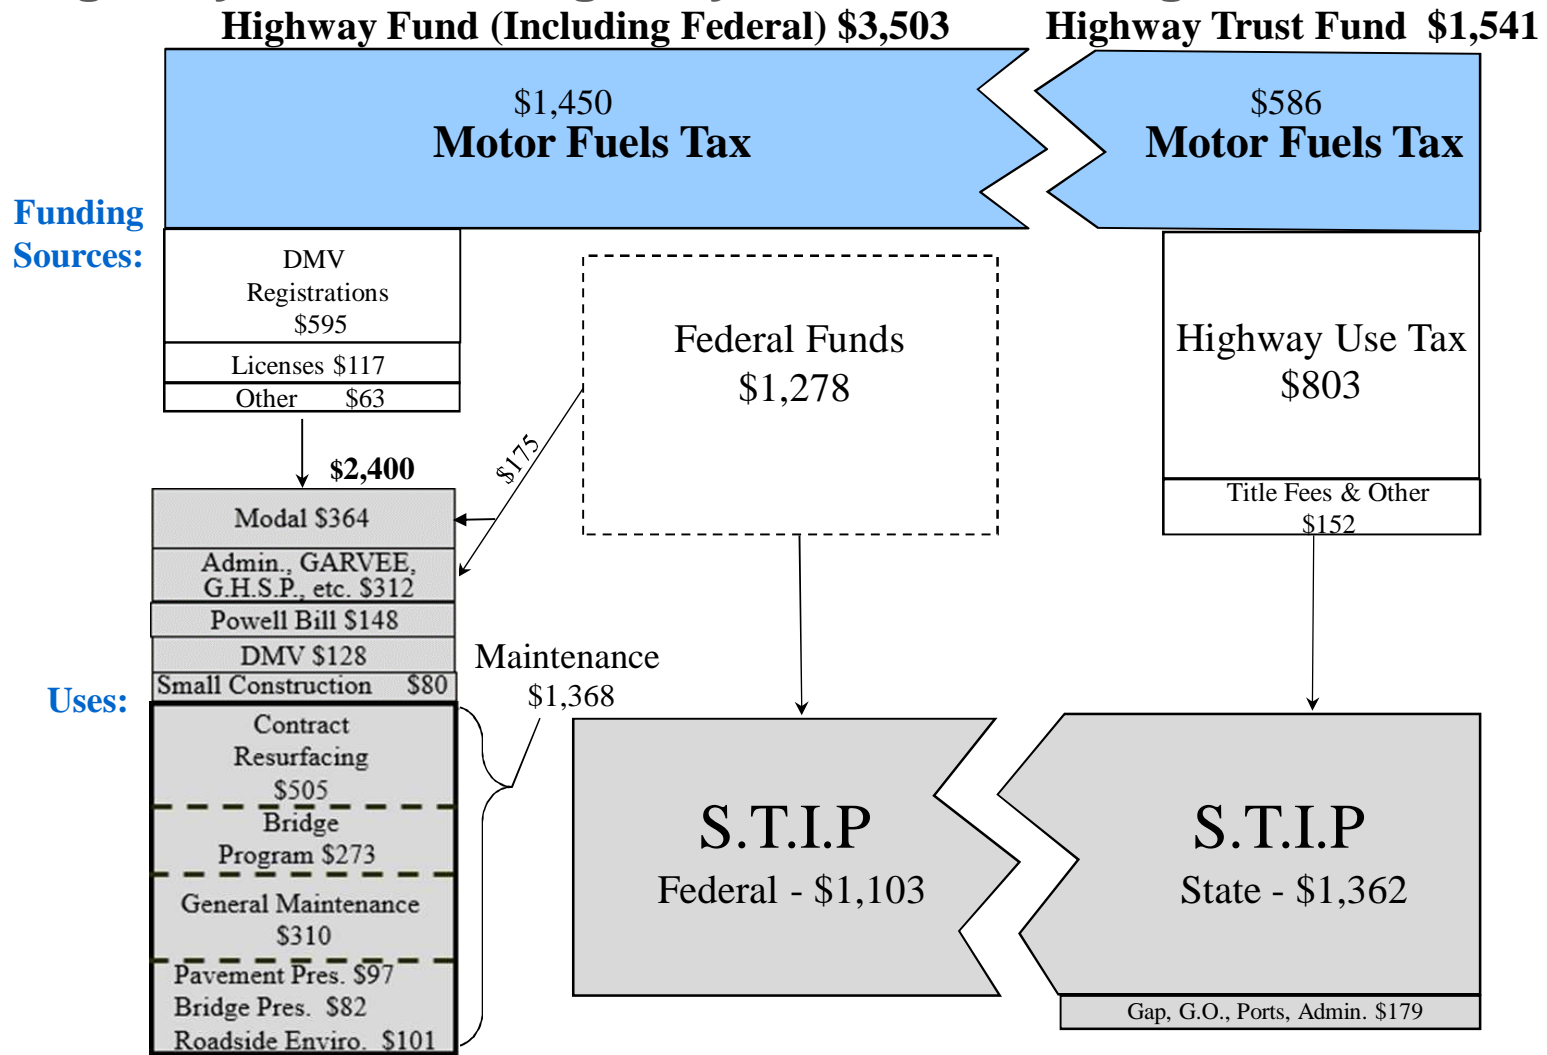 Highway Fund (Including Federal) $3,503
Highway Trust Fund $1,541
$1,450
Motor Fuels Tax
$586
Motor Fuels Tax
Funding
Sources:
DMV
Registrations
$595
Licenses $117
Other $63
Federal Funds
$1,278
Highway Use Tax
$803
Title Fees & Other
$152
$175
$2,400
Uses:
Modal $364
Admin., GARVEE,
G.H.S.P., etc. $312
Powell Bill $148
DMV $128
Small Construction $80
Maintenance
$1,368
Contract
Resurfacing
$505
Bridge
Program $273
General Maintenance
$310
Pavement Pres. $97
Bridge Pres. $82
Roadside Enviro. $101
S.T.I.P
Federal - $1,103
S.T.I.P
State - $1,362
Gap, G.O., Ports, Admin. $179